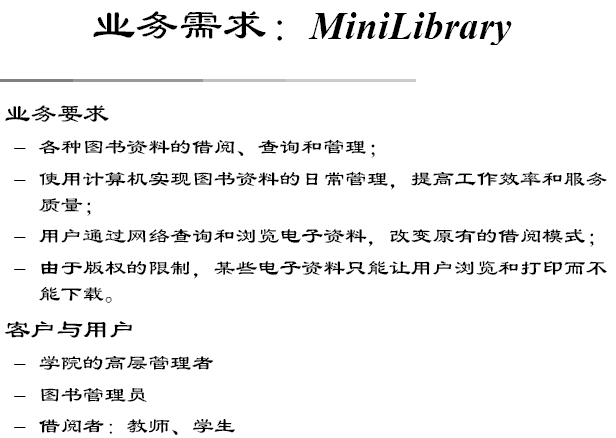 业务需求：MiniLibrary
业务要求
– 各种图书资料的借阅、查询和管理；
– 使用计算机实现图书资料的日常管理，提高工作效率和服务
质量；
– 用户通过网络查询和浏览电子资料，改变原有的借阅模式；
– 由于版权的限制，某些电子资料只能让用户浏览和打印而不
能下载。
客户与用户
– 学院的高层管理者
– 图书管理员
– 借阅者：教师、学生